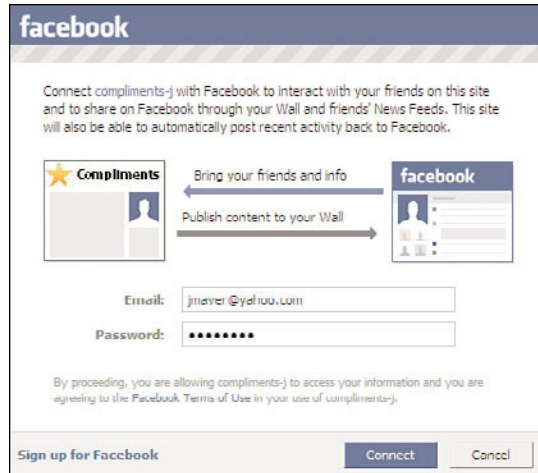 facebook
Connect compliments-j with Facebook to interact with your friends on this site
and to share on Facebook through your Wall and friends' News Feeds. This site
will also be able to automatically post recent activity back to Facebook.
Compliments
Bring your friends and info
facebook
Publish content to your Wall
Email: jmaver@yahoo.com
Password: ●●●●●●●●
By proceeding, you are allowing compliments-j to access your information and you are
agreeing to the Facebook Terms of Use in your use of compliments-j.
Sign up for Facebook Connect Cancel